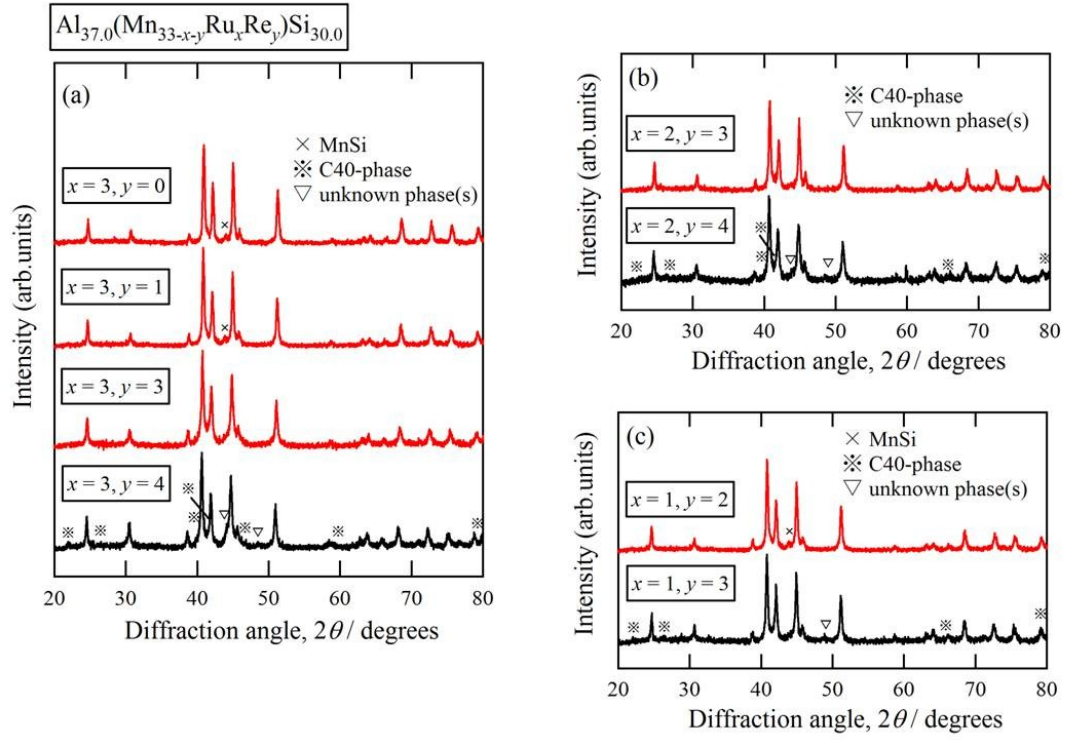 Al37.0(Mn33-x-yRuxRey)Si30.0
(a)
× MnSi
※ C40-phase
▽ unknown phase(s)
x = 3, y = 0
×
x = 3, y = 1
×
x = 3, y = 3
x = 3, y = 4
※ ※ ※ ※ ▽ ※ ▽ ※ ※
Intensity (arb.units)
20 30 40 50 60 70 80
Diffraction angle, 2θ / degrees
(b)
※ C40-phase
▽ unknown phase(s)
x = 2, y = 3
x = 2, y = 4
※ ※ ※ ※ ▽ ▽ ※ ※
Intensity (arb.units)
20 30 40 50 60 70 80
Diffraction angle, 2θ / degrees
(c)
× MnSi
※ C40-phase
▽ unknown phase(s)
x = 1, y = 2
×
x = 1, y = 3
※ ※ ▽ ※ ※
Intensity (arb.units)
20 30 40 50 60 70 80
Diffraction angle, 2θ / degrees